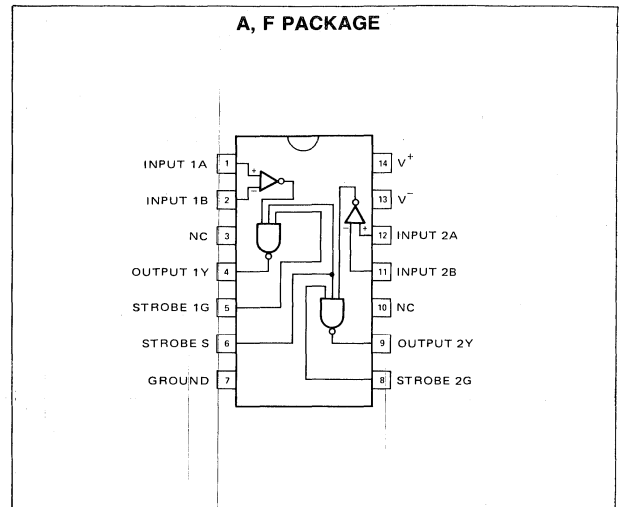 A, F PACKAGE
INPUT 1A 1 + 14 V+
INPUT 1B 2 - 13 V-
NC 3 - + 12 INPUT 2A
OUTPUT 1Y 4 11 INPUT 2B
STROBE 1G 5 10 NC
STROBE S 6 9 OUTPUT 2Y
GROUND 7 8 STROBE 2G